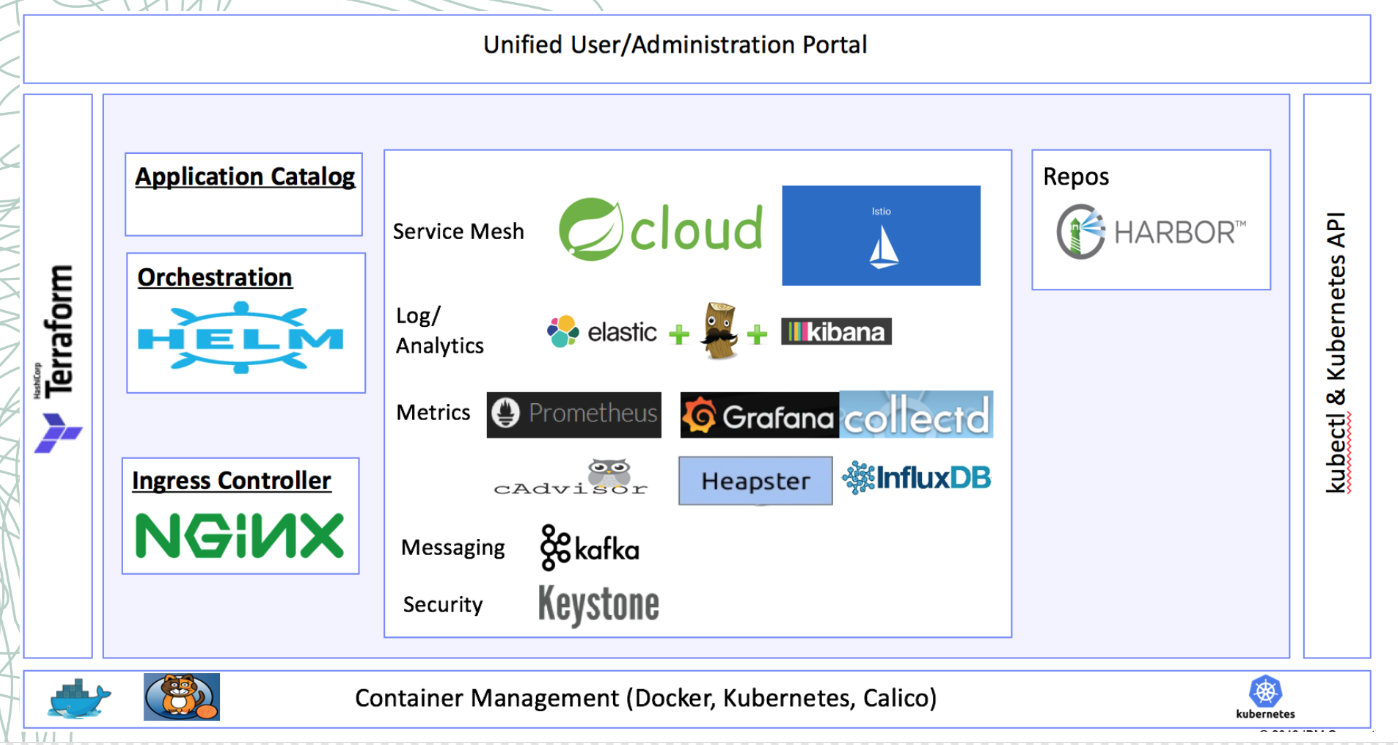 Unified User/Administration Portal
HashiCorp
Terraform
Application Catalog
Orchestration
HELM
Ingress Controller
NGINX
Service Mesh
cloud
Istio
Log/
Analytics
elastic + + kibana
Metrics
Prometheus
Grafana
collectd
cAdvisor
Heapster
InfluxDB
Messaging
kafka
Security
Keystone
Repos
HARBOR™
kubectl & Kubernetes API
Container Management (Docker, Kubernetes, Calico)
kubernetes